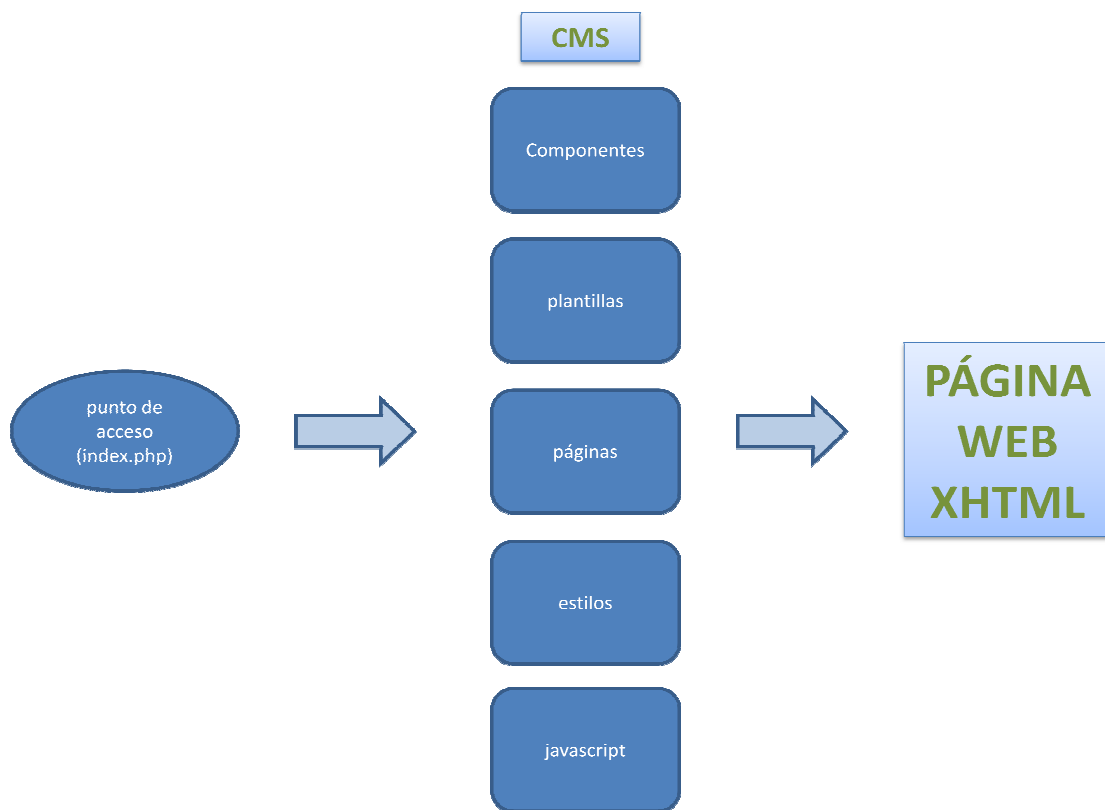 CMS
Componentes
plantillas
punto de
acceso
(index.php)
páginas
PÁGINA
WEB
XHTML
estilos
javascript